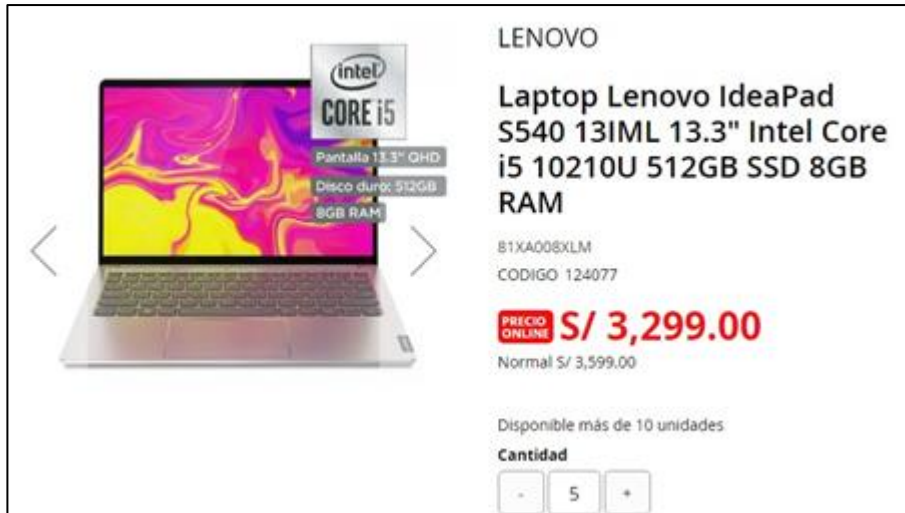 intel
CORE i5
Pantalla 13.3" QHD
Disco duro: 512GB
8GB RAM
LENOVO
Laptop Lenovo IdeaPad
S540 13IML 13.3" Intel Core
i5 10210U 512GB SSD 8GB
RAM
81XA008XLM
CODIGO 124077
PRECIO
ONLINE
S/ 3,299.00
Normal S/ 3,599.00
Disponible más de 10 unidades
Cantidad
- 5 +